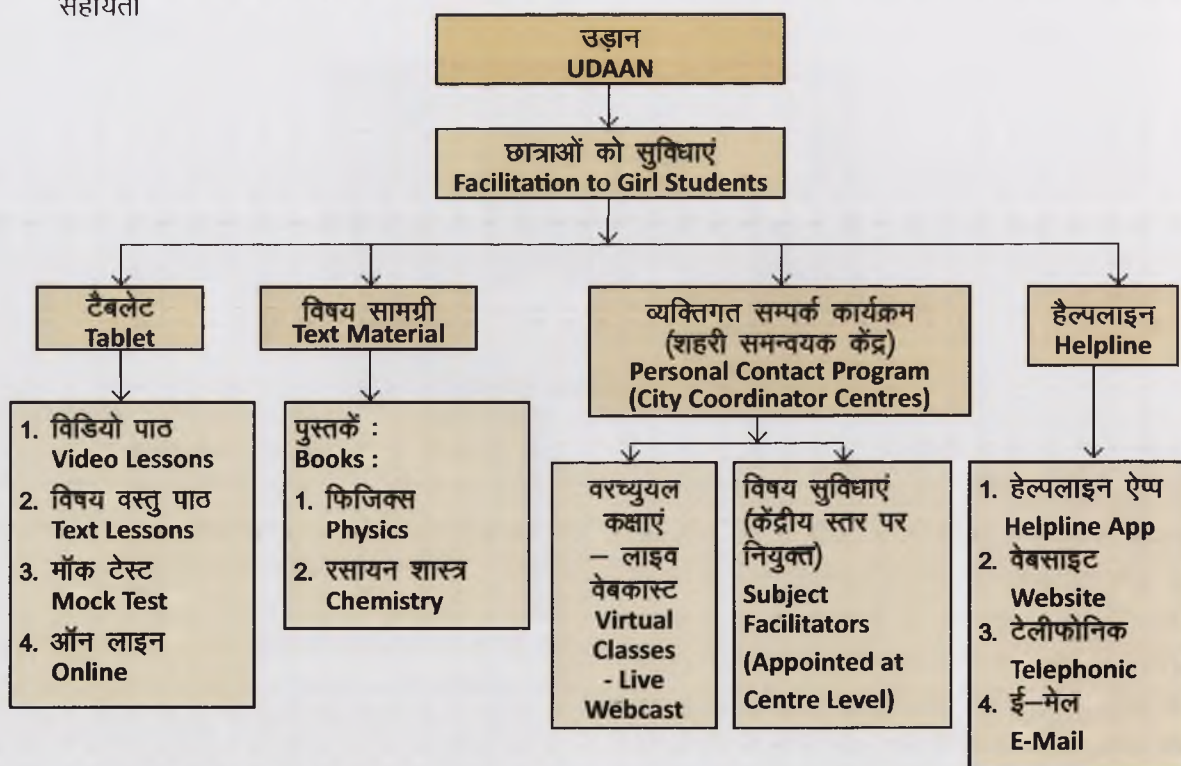 सहायता
उड़ान
UDAAN
छात्राओं को सुविधाएं
Facilitation to Girl Students
टैबलेट
Tablet
विषय सामग्री
Text Material
व्यक्तिगत सम्पर्क कार्यक्रम
(शहरी समन्वयक केंद्र)
Personal Contact Program
(City Coordinator Centres)
हैल्पलाइन
Helpline
1. विडियो पाठ
Video Lessons
2. विषय वस्तु पाठ
Text Lessons
3. मॉक टेस्ट
Mock Test
4. ऑन लाइन
Online
पुस्तकें :
Books :
1. फिजिक्स
Physics
2. रसायन शास्त्र
Chemistry
वरच्युयल
कक्षाएं
– लाइव
वेबकास्ट
Virtual
Classes
- Live
Webcast
विषय सुविधाएं
(केंद्रीय स्तर पर
नियुक्त)
Subject
Facilitators
(Appointed at
Centre Level)
1. हेल्पलाइन ऐप्प
Helpline App
2. वेबसाइट
Website
3. टेलीफोनिक
Telephonic
4. ई–मेल
E-Mail